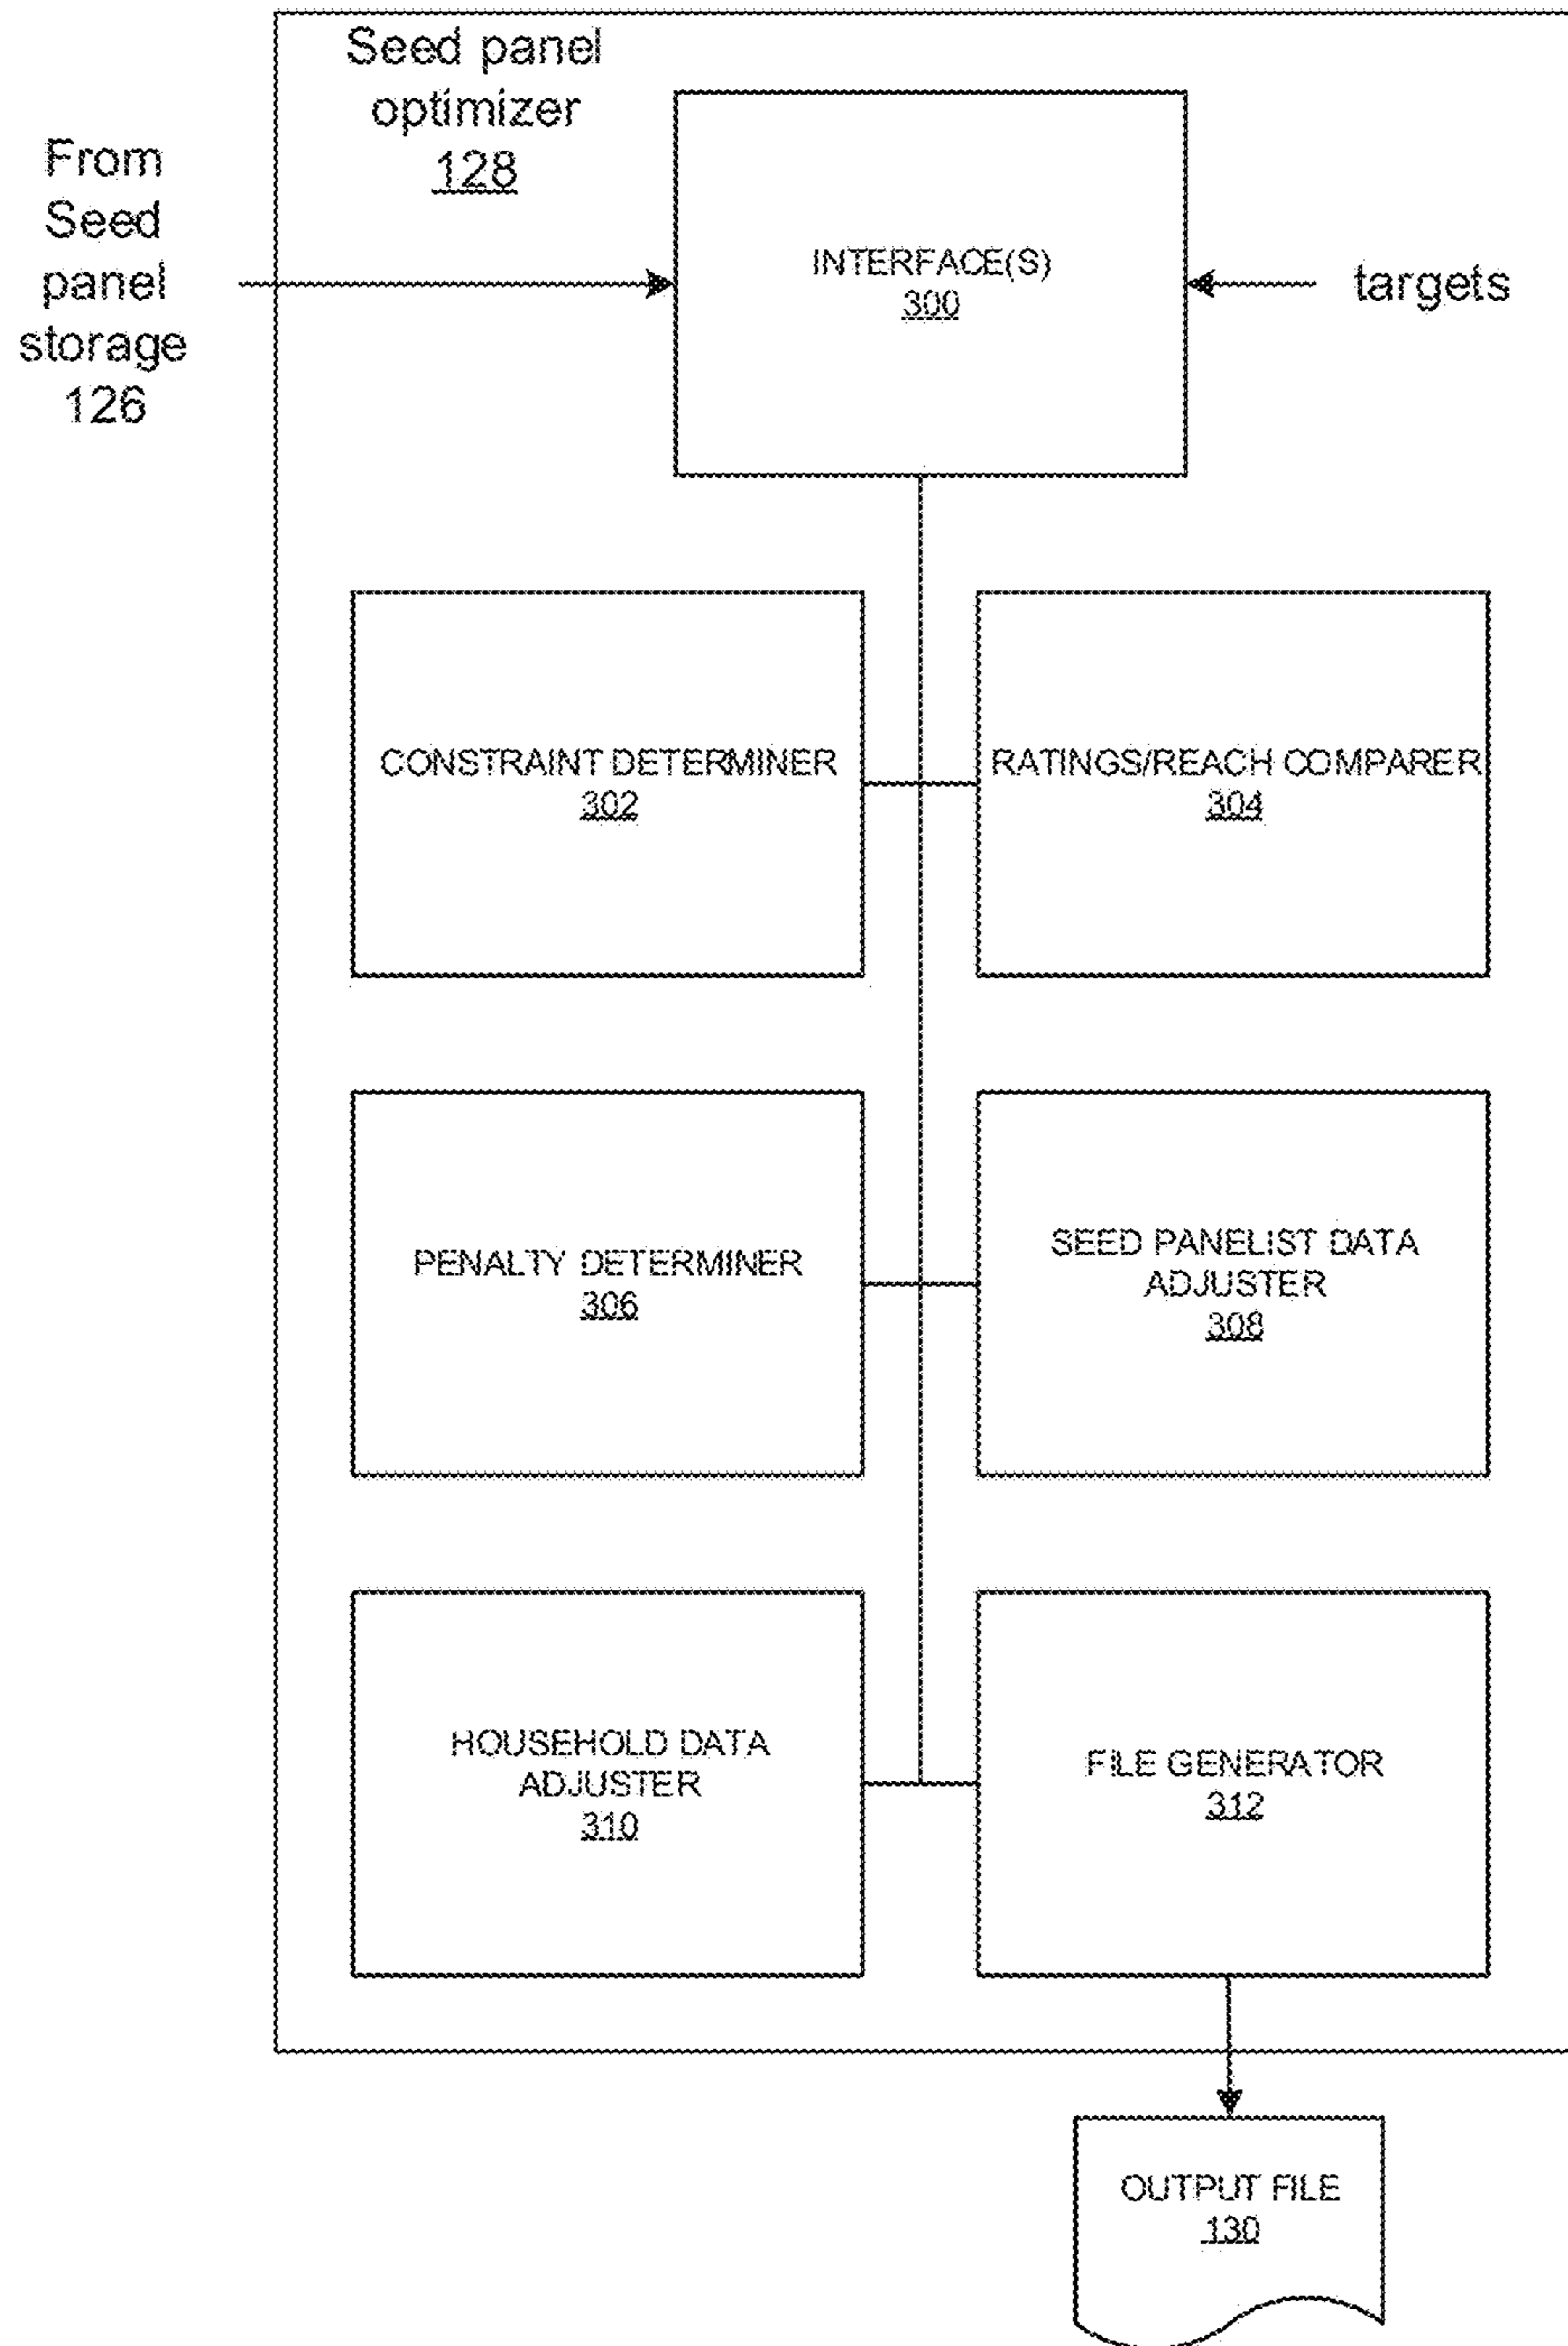 Seed panel
optimizer
128
From
Seed
panel
storage
126
INTERFACE(S)
300
targets
CONSTRAINT DETERMINER
302
RATINGS/REACH COMPARER
304
PENALTY DETERMINER
306
SEED PANELIST DATA
ADJUSTER
308
HOUSEHOLD DATA
ADJUSTER
310
FILE GENERATOR
312
OUTPUT FILE
130